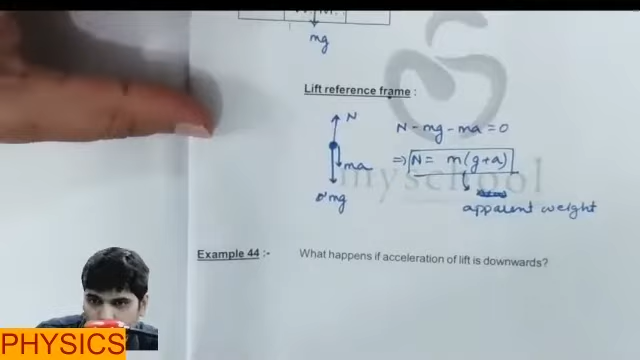 mg
Lift reference frame :
N
N - mg - ma = 0
ma
⇒ N = m(g+a)
mg
apparent weight
myschool
Example 44 :- What happens if acceleration of lift is downwards?
PHYSICS